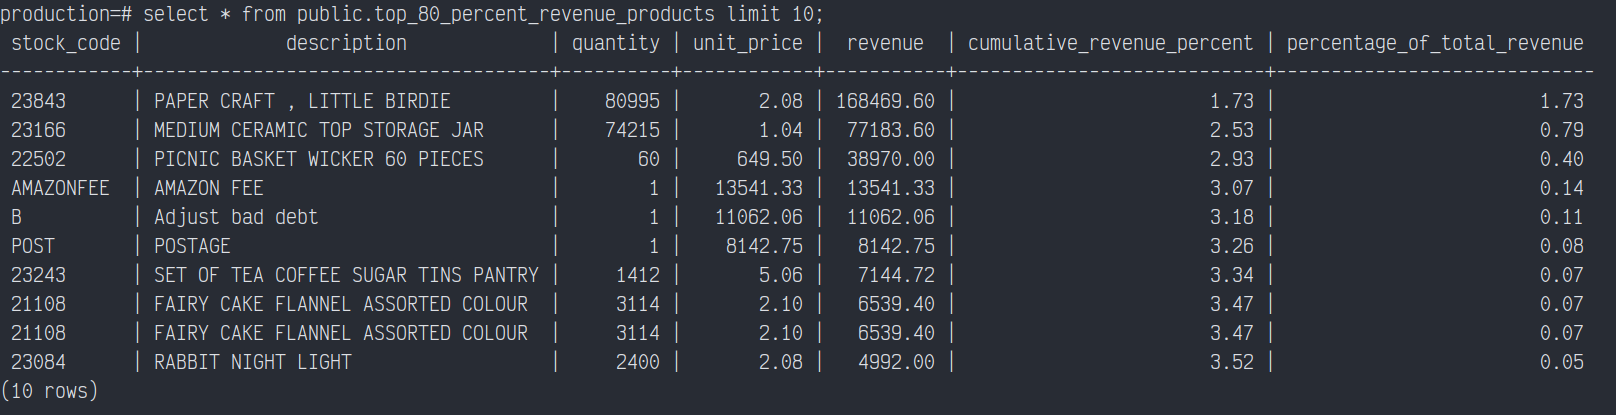 production=# select * from public.top_80_percent_revenue_products limit 10;
 stock_code |             description             | quantity | unit_price |  revenue  | cumulative_revenue_percent | percentage_of_total_revenue
------------+-------------------------------------+----------+------------+-----------+----------------------------+-----------------------------
 23843      | PAPER CRAFT , LITTLE BIRDIE         |    80995 |       2.08 | 168469.60 |                       1.73 |                        1.73
 23166      | MEDIUM CERAMIC TOP STORAGE JAR      |    74215 |       1.04 |  77183.60 |                       2.53 |                        0.79
 22502      | PICNIC BASKET WICKER 60 PIECES      |       60 |     649.50 |  38970.00 |                       2.93 |                        0.40
 AMAZONFEE  | AMAZON FEE                          |        1 |   13541.33 |  13541.33 |                       3.07 |                        0.14
 B          | Adjust bad debt                     |        1 |   11062.06 |  11062.06 |                       3.18 |                        0.11
 POST       | POSTAGE                             |        1 |    8142.75 |   8142.75 |                       3.26 |                        0.08
 23243      | SET OF TEA COFFEE SUGAR TINS PANTRY |     1412 |       5.06 |   7144.72 |                       3.34 |                        0.07
 21108      | FAIRY CAKE FLANNEL ASSORTED COLOUR  |     3114 |       2.10 |   6539.40 |                       3.47 |                        0.07
 21108      | FAIRY CAKE FLANNEL ASSORTED COLOUR  |     3114 |       2.10 |   6539.40 |                       3.47 |                        0.07
 23084      | RABBIT NIGHT LIGHT                  |     2400 |       2.08 |   4992.00 |                       3.52 |                        0.05
(10 rows)